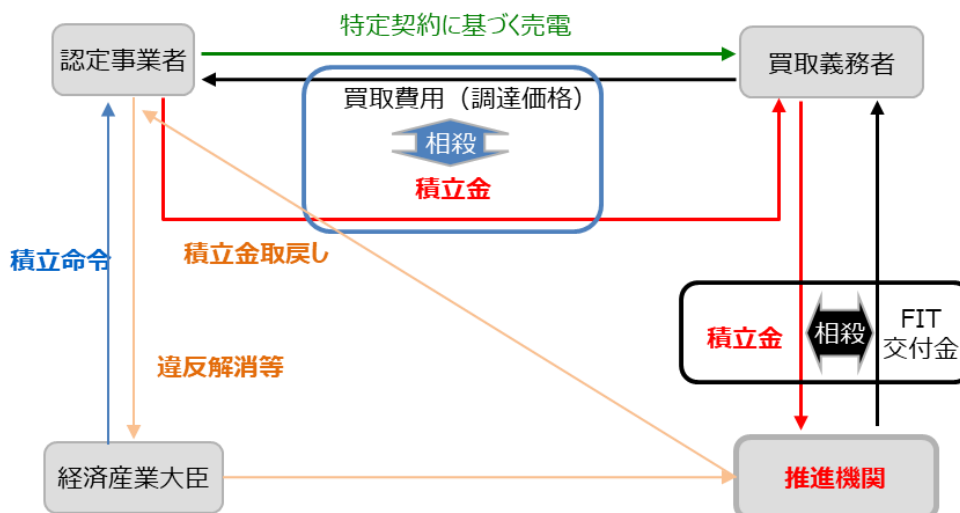 特定契約に基づく売電
認定事業者
買取義務者
買取費用（調達価格）
相殺
積立金
積立命令
積立金取戻し
積立金
相殺
FIT
交付金
違反解消等
経済産業大臣
推進機関